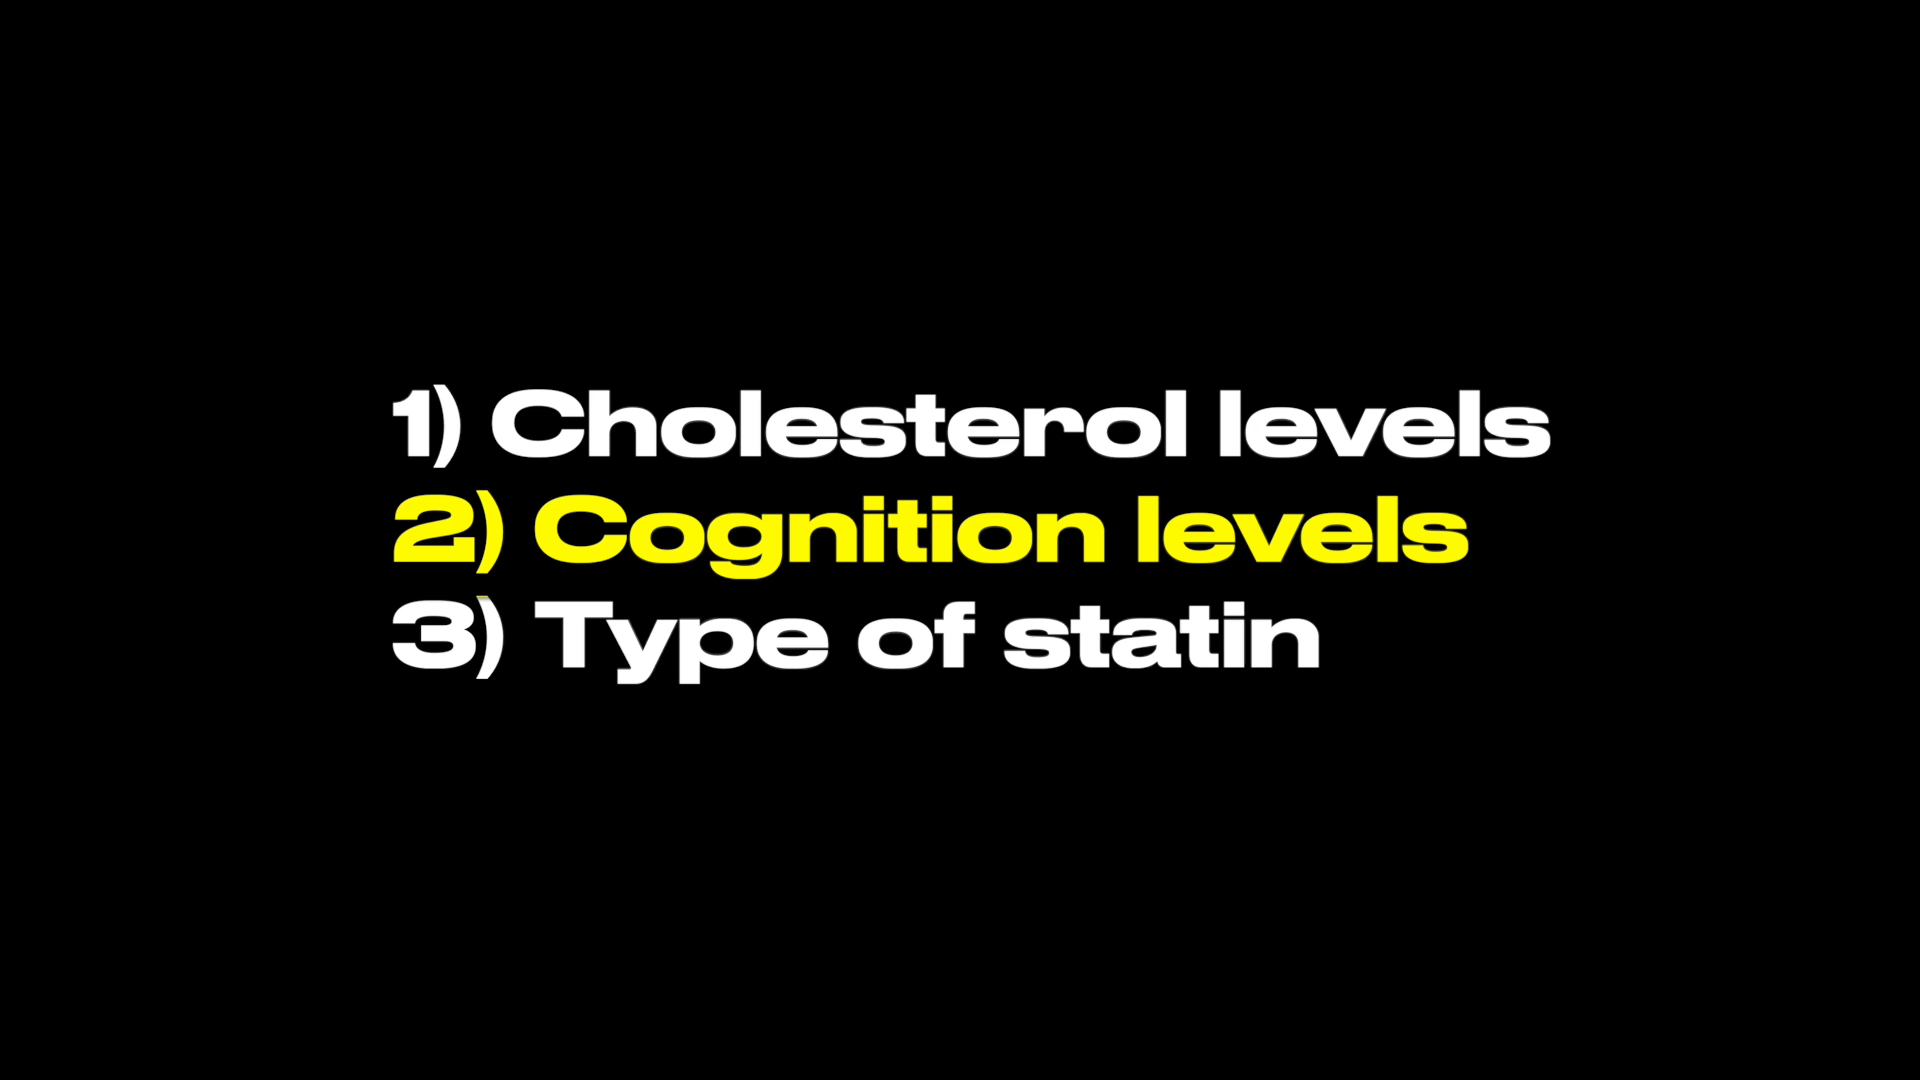 1) Cholesterol levels
2) Cognition levels
3) Type of statin